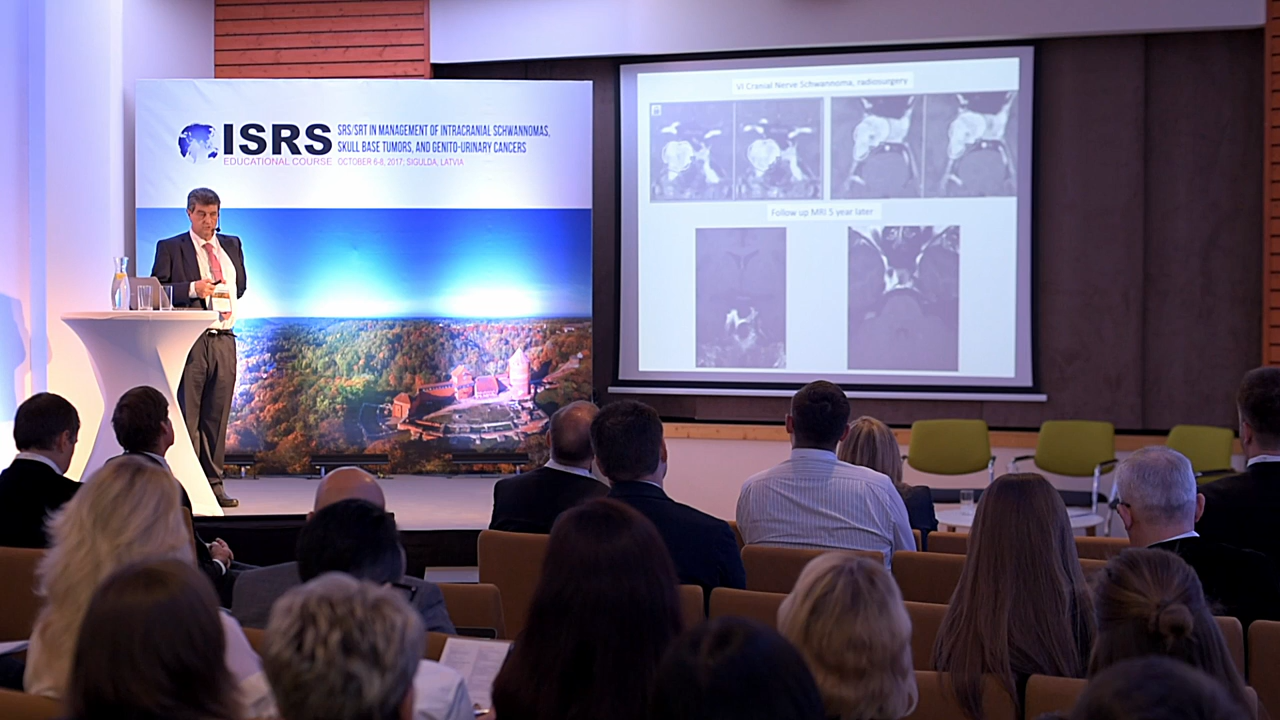 ISRS
EDUCATIONAL COURSE
SRS/SRT IN MANAGEMENT OF INTRACRANIAL SCHWANNOMAS,
SKULL BASE TUMORS, AND GENITO-URINARY CANCERS
OCTOBER 6-8, 2017, SIGULDA, LATVIA
VI Cranial Nerve Schwannoma, radiosurgery
Follow up MRI 5 year later